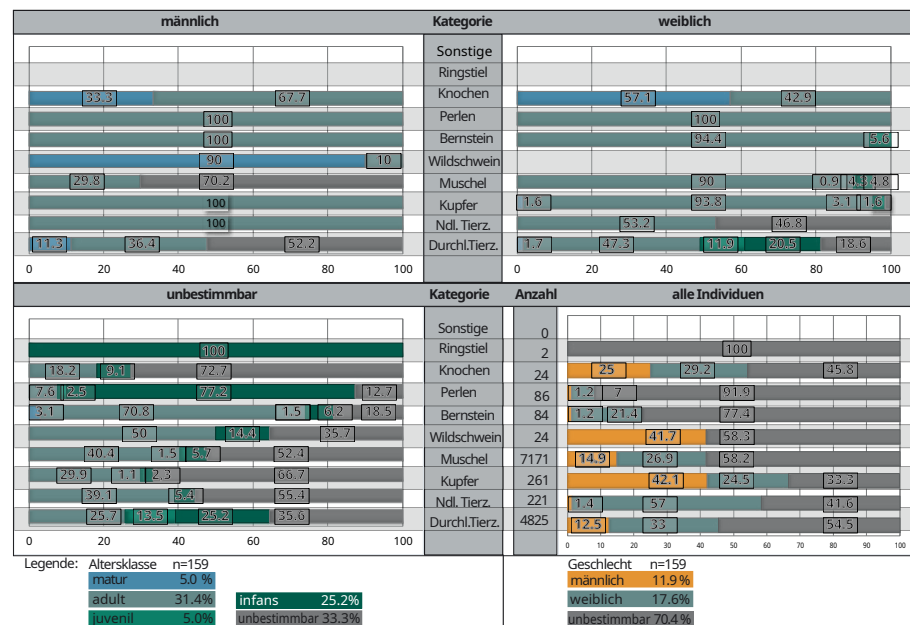 männlich Kategorie weiblich
Sonstige
Ringstiel
33.3 67.7 Knochen 57.1 42.9
100 Perlen 100
100 Bernstein 94.4 5.6
90 10 Wildschwein
29.8 70.2 Muschel 90 0.9 4.3 4.8
100 Kupfer 1.6 93.8 3.1 1.6
100 Ndl. Tierz. 53.2 46.8
11.3 36.4 52.2 Durchl.Tierz. 1.7 47.3 11.9 20.5 18.6
0 20 40 60 80 100 0 20 40 60 80 100
unbestimmbar Kategorie Anzahl alle Individuen
Sonstige 0
100 Ringstiel 2 100
18.2 9.1 72.7 Knochen 24 25 29.2 45.8
7.6 2.5 77.2 12.7 Perlen 86 1.2 7 91.9
3.1 70.8 1.5 6.2 18.5 Bernstein 84 1.2 21.4 77.4
50 14.4 35.7 Wildschwein 24 41.7 58.3
40.4 1.5 5.7 52.4 Muschel 7171 14.9 26.9 58.2
29.9 1.1 2.3 66.7 Kupfer 261 42.1 24.5 33.3
39.1 5.4 55.4 Ndl. Tierz. 221 1.4 57 41.6
25.7 13.5 25.2 35.6 Durchl.Tierz. 4825 12.5 33 54.5
0 20 40 60 80 100 0 10 20 30 40 50 60 70 80 90 100
Legende: Altersklasse n=159 Geschlecht n=159
matur 5.0 % männlich 11.9 %
adult 31.4% infans 25.2% weiblich 17.6%
juvenil 5.0% unbestimmbar 33.3% unbestimmbar 70.4 %